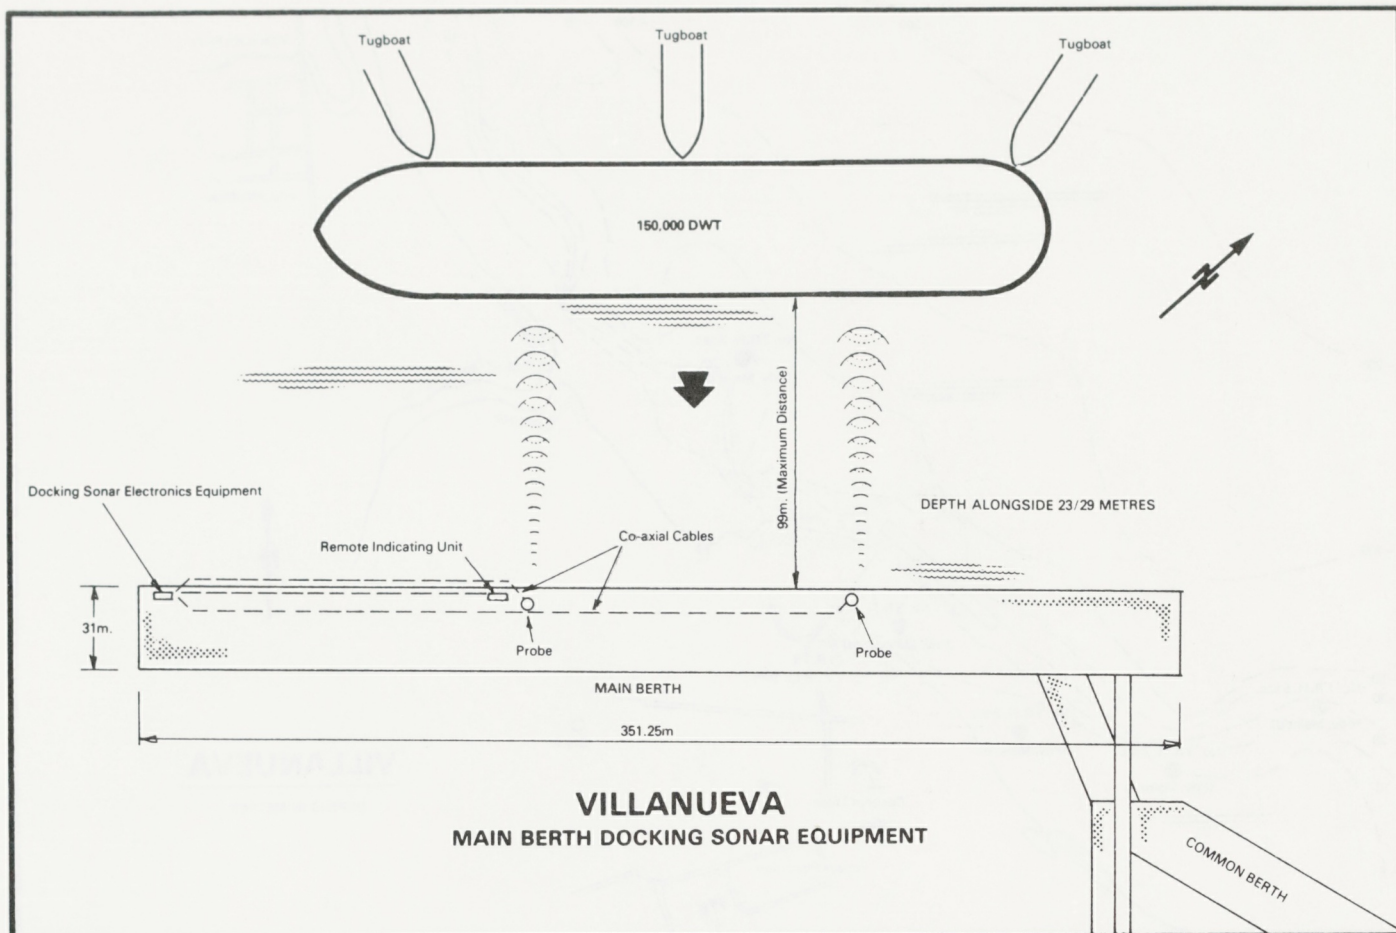 Tugboat
Tugboat
Tugboat
150,000 DWT
N
99m. (Maximum Distance)
DEPTH ALONGSIDE 23/29 METRES
Docking Sonar Electronics Equipment
Remote Indicating Unit
Co-axial Cables
31m.
Probe
Probe
MAIN BERTH
351.25m
VILLANUEVA
MAIN BERTH DOCKING SONAR EQUIPMENT
COMMON BERTH